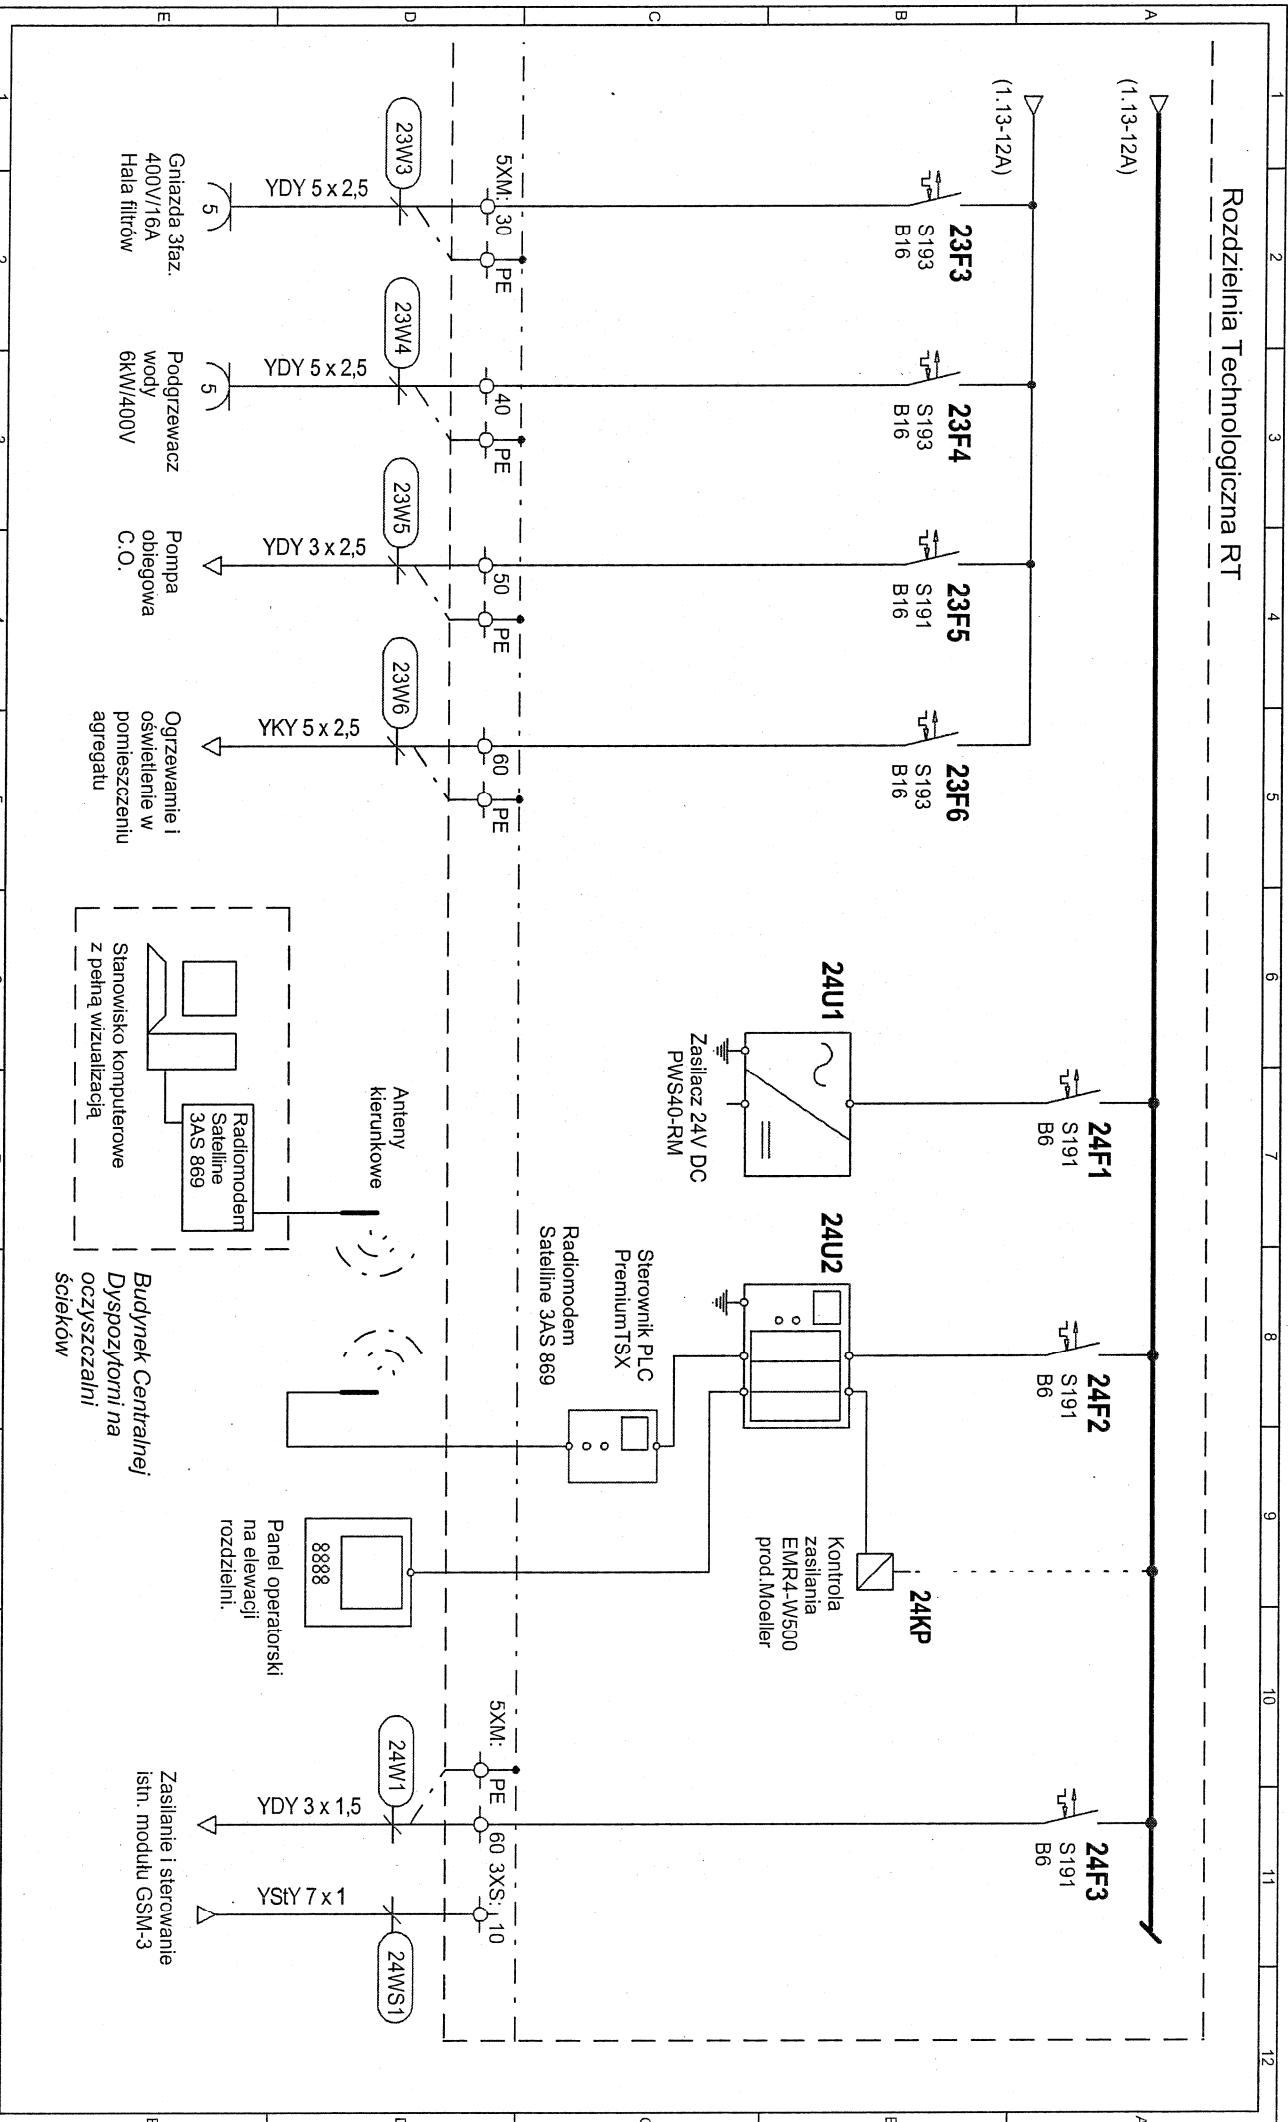 1
2
3
4
5
6
7
8
9
10
11
12
A
B
C
D
E
Rozdzielnia Technologiczna RT
(1.13-12A)
(1.13-12A)
23F3
S193
B16
23F4
S193
B16
23F5
S191
B16
23F6
S193
B16
24F1
S191
B6
24F2
S191
B6
24F3
S191
B6
24U1
Zasilacz 24V DC
PWS40-RM
24U2
Sterownik PLC
PremiumTSX
Radiomodem
Satelline 3AS 869
24KP
Kontrola
zasilania
EMR4-W500
prod.Moeller
5XM: 30
PE
40
PE
50
PE
60
PE
5XM:
PE
60
3XS:
10
23W3
23W4
23W5
23W6
24W1
24WS1
YDY 5 x 2,5
YDY 5 x 2,5
YDY 3 x 2,5
YKY 5 x 2,5
YDY 3 x 1,5
YStY 7 x 1
5
5
Gniazda 3faz.
400V/16A
Hala filtrów
Podgrzewacz
wody
6kW/400V
Pompa
obiegowa
C.O.
Ogrzewamie i
oświetlenie w
pomieszczeniu
agregatu
Anteny
kierunkowe
Radiomodem
Satelline
3AS 869
Stanowisko komputerowe
z pełną wizualizacją
Budynek Centralnej
Dyspozytorni na
oczyszczalni
ścieków
8888
Panel operatorski
na elewacji
rozdzielni.
Zasilanie i sterowanie
istn. modułu GSM-3